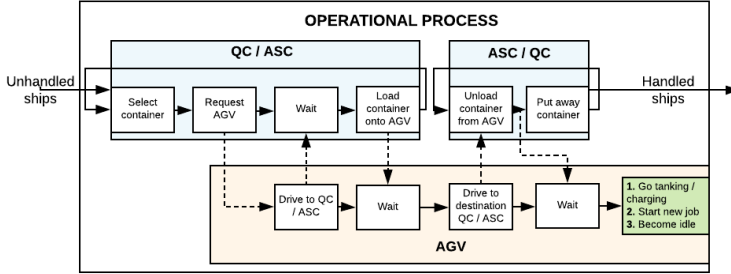 OPERATIONAL PROCESS
QC / ASC
ASC / QC
Unhandled
ships
Select
container
Request
AGV
Wait
Load
container
onto AGV
Unload
container
from AGV
Put away
container
Handled
ships
Drive to QC
/ ASC
Wait
Drive to
destination
QC / ASC
Wait
1. Go tanking /
charging
2. Start new job
3. Become idle
AGV